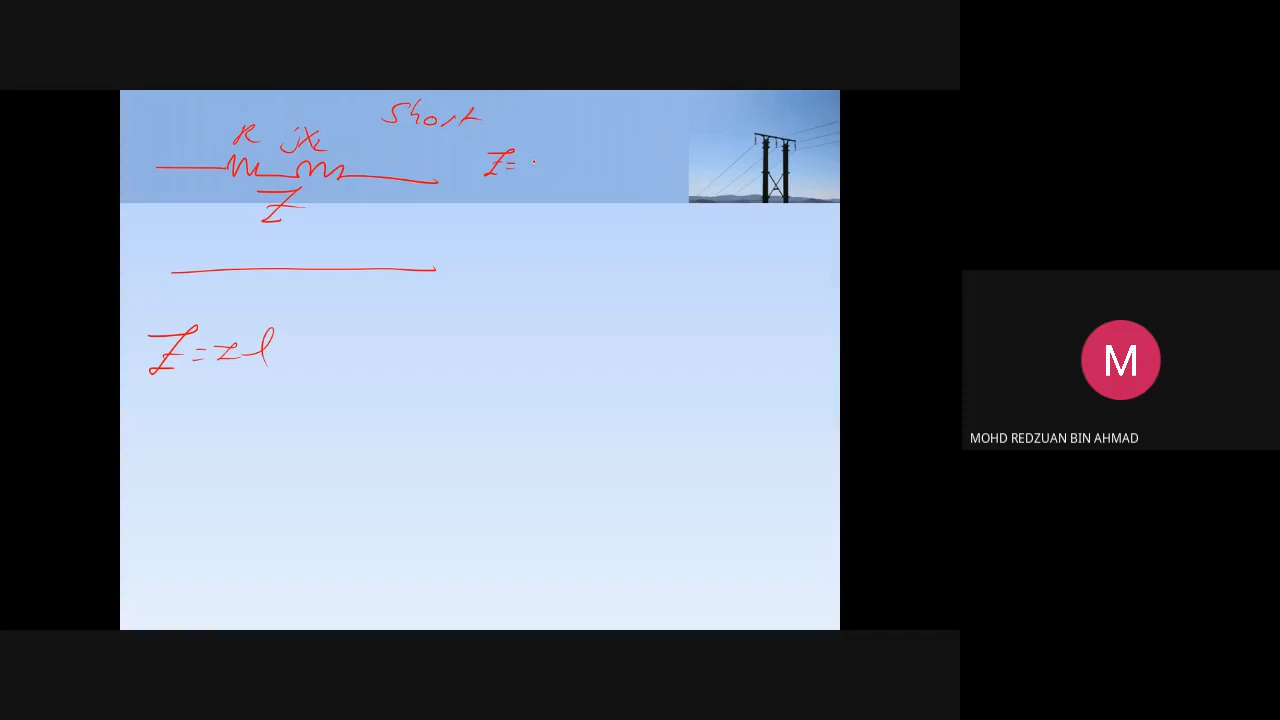 Short
R jXL
Z=
Z
Z = zl
M
MOHD REDZUAN BIN AHMAD